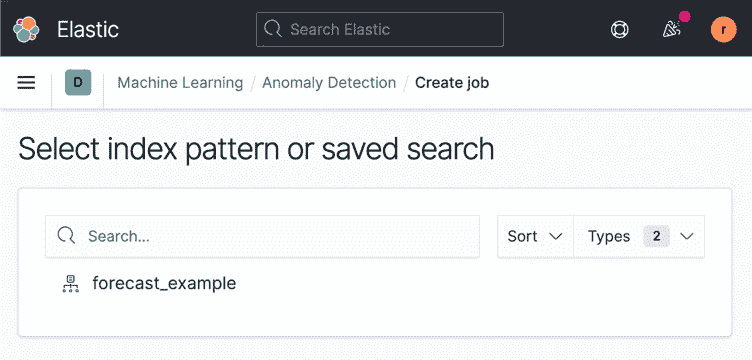 Elastic
Search Elastic
r
D
Machine Learning / Anomaly Detection / Create job
Select index pattern or saved search
Search...
Sort
Types 2
forecast_example